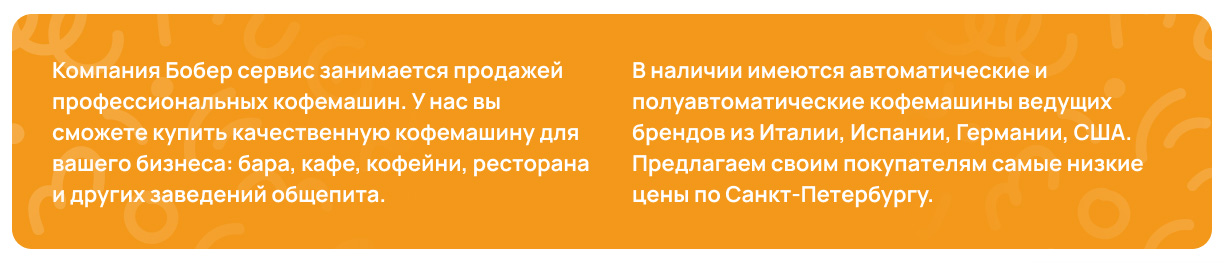 Компания Бобер сервис занимается продажей
профессиональных кофемашин. У нас вы
сможете купить качественную кофемашину для
вашего бизнеса: бара, кафе, кофейни, ресторана
и других заведений общепита.
В наличии имеются автоматические и
полуавтоматические кофемашины ведущих
брендов из Италии, Испании, Германии, США.
Предлагаем своим покупателям самые низкие
цены по Санкт-Петербургу.